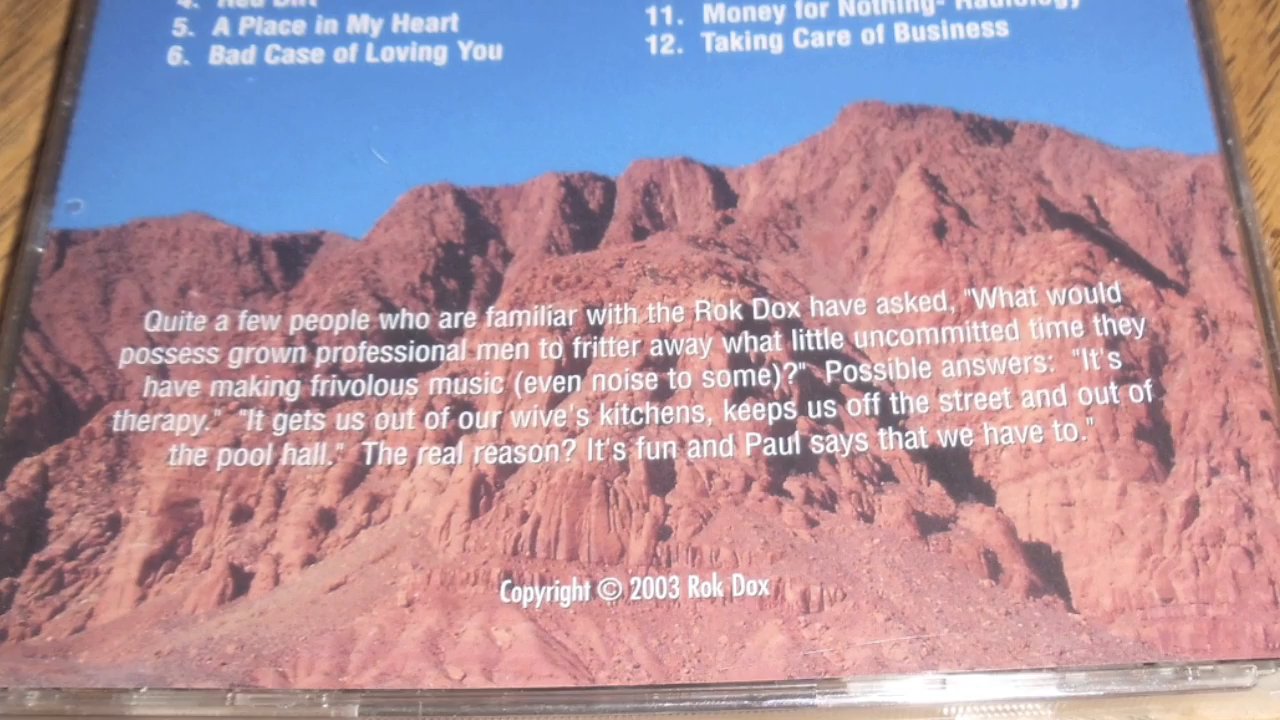 4. Red Dirt
5. A Place in My Heart
6. Bad Case of Loving You
11. Money for Nothing- Radiology
12. Taking Care of Business
Quite a few people who are familiar with the Rok Dox have asked, "What would
possess grown professional men to fritter away what little uncommitted time they
have making frivolous music (even noise to some)?" Possible answers: "It's
therapy." "It gets us out of our wive's kitchens, keeps us off the street and out of
the pool hall." The real reason? It's fun and Paul says that we have to."
Copyright © 2003 Rok Dox